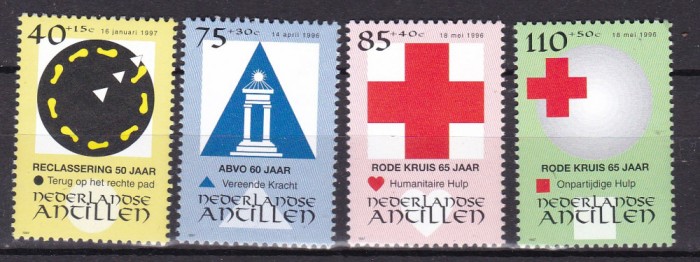 40 +15c
16 januari 1997
RECLASSERING 50 JAAR
Terug op het rechte pad
NEDERLANDSE
ANTILLEN
75 +30c
14 april 1996
ABVO 60 JAAR
Vereende Kracht
NEDERLANDSE
ANTILLEN
85 +40c
18 mei 1996
RODE KRUIS 65 JAAR
Humanitaire Hulp
NEDERLANDSE
ANTILLEN
110 +50c
18 mei 1996
RODE KRUIS 65 JAAR
Onpartijdige Hulp
NEDERLANDSE
ANTILLEN